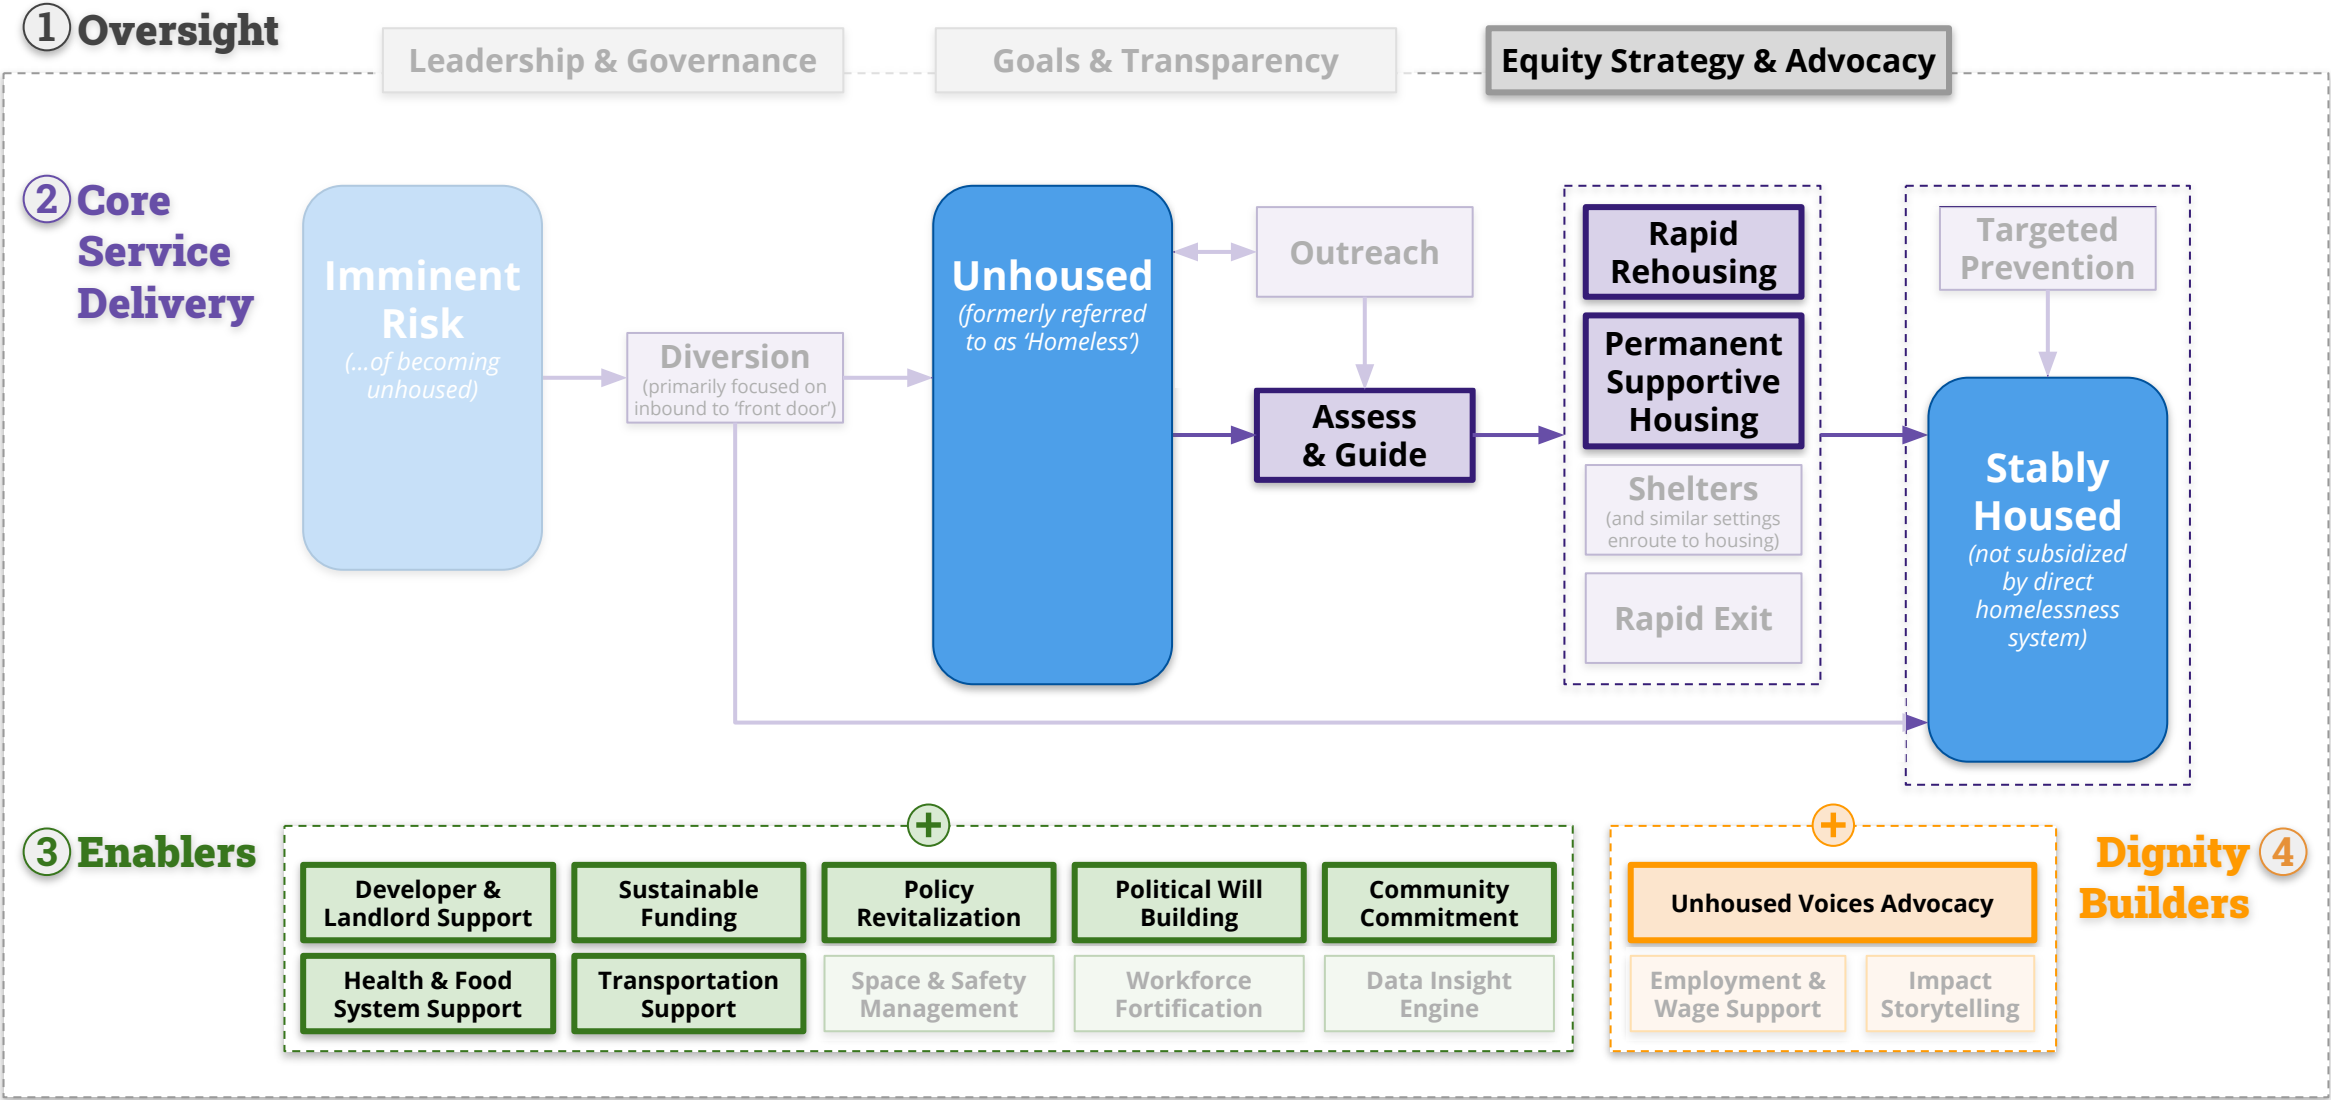 1 Oversight
Leadership & Governance
Goals & Transparency
Equity Strategy & Advocacy
2 Core
Service
Delivery
Imminent
Risk
(...of becoming
unhoused)
Diversion
(primarily focused on
inbound to ‘front door’)
Unhoused
(formerly referred
to as ‘Homeless’)
Outreach
Assess
& Guide
Rapid
Rehousing
Permanent
Supportive
Housing
Shelters
(and similar settings
enroute to housing)
Rapid Exit
Targeted
Prevention
Stably
Housed
(not subsidized
by direct
homelessness
system)
3 Enablers
+
Developer &
Landlord Support
Sustainable
Funding
Policy
Revitalization
Political Will
Building
Community
Commitment
Health & Food
System Support
Transportation
Support
Space & Safety
Management
Workforce
Fortification
Data Insight
Engine
+
Unhoused Voices Advocacy
Employment &
Wage Support
Impact
Storytelling
Dignity 4
Builders